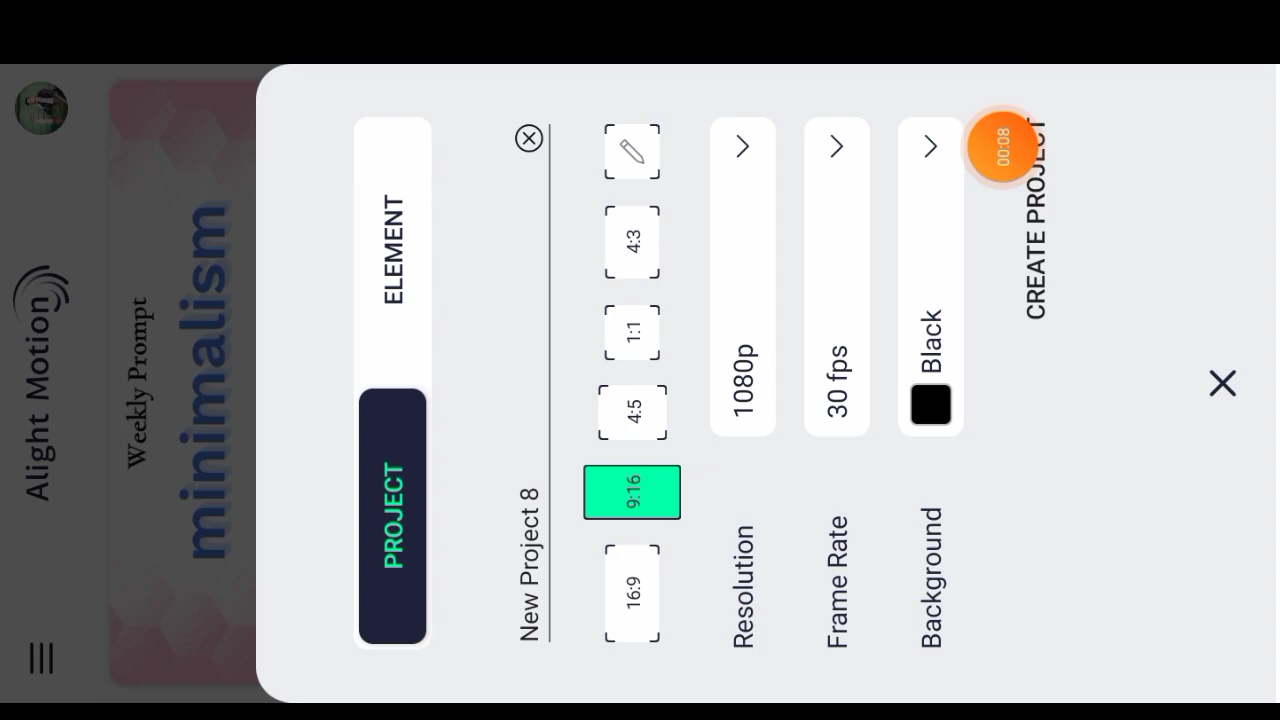 Alight Motion
Weekly Prompt
minimalism
PROJECT ELEMENT
New Project 8
16:9 9:16 4:5 1:1 4:3
Resolution 1080p
Frame Rate 30 fps
Background Black
00:08
CREATE PROJECT